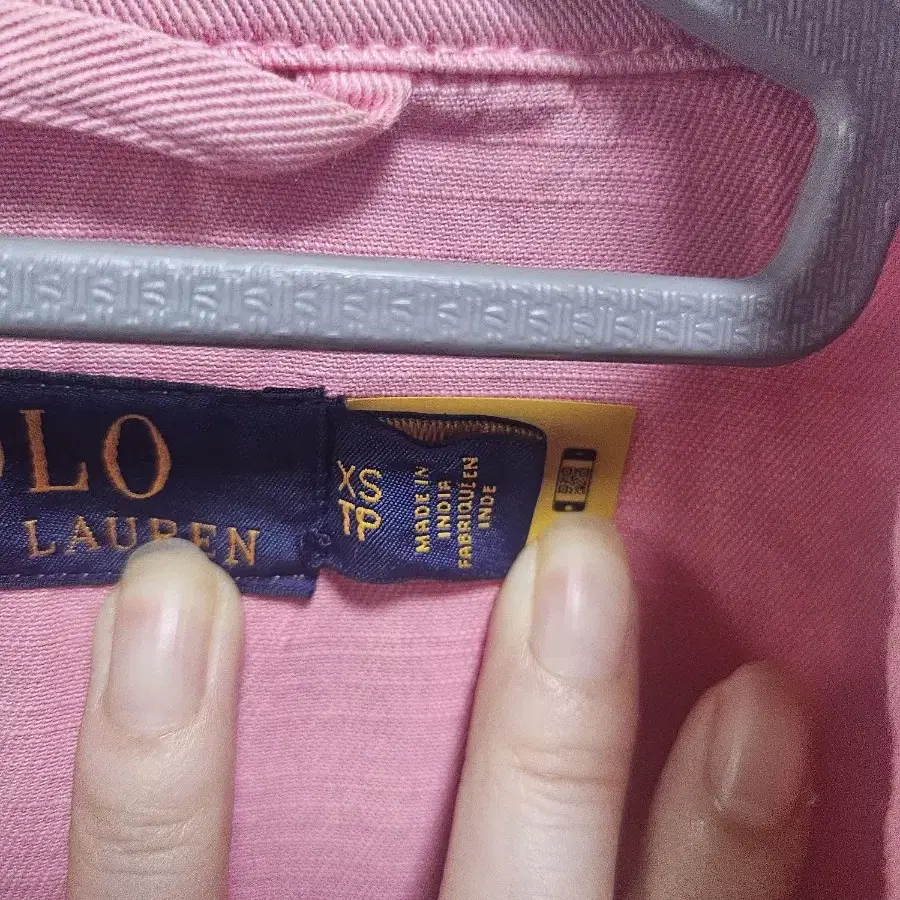 OLO
LAUREN
XS
TP
MADE IN
INDIA
FABRIQUÉ EN
INDE